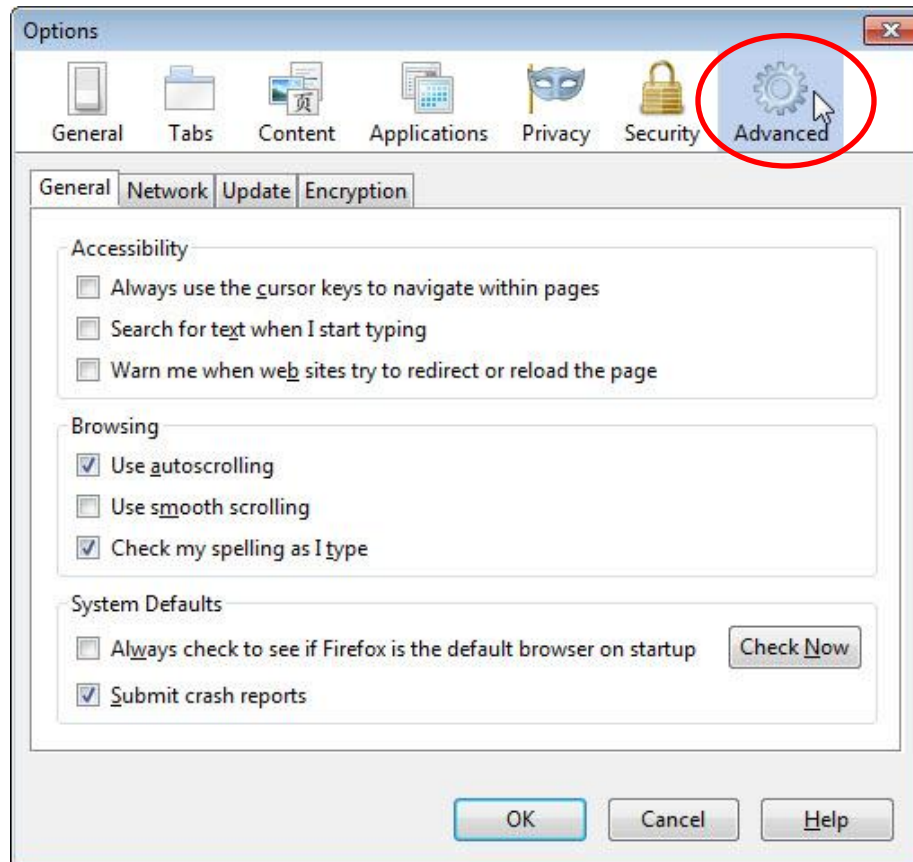 Options
General Tabs Content Applications Privacy Security Advanced
页
General Network Update Encryption
Accessibility
Always use the cursor keys to navigate within pages
Search for text when I start typing
Warn me when web sites try to redirect or reload the page
Browsing
Use autoscrolling
Use smooth scrolling
Check my spelling as I type
System Defaults
Always check to see if Firefox is the default browser on startup Check Now
Submit crash reports
OK Cancel Help